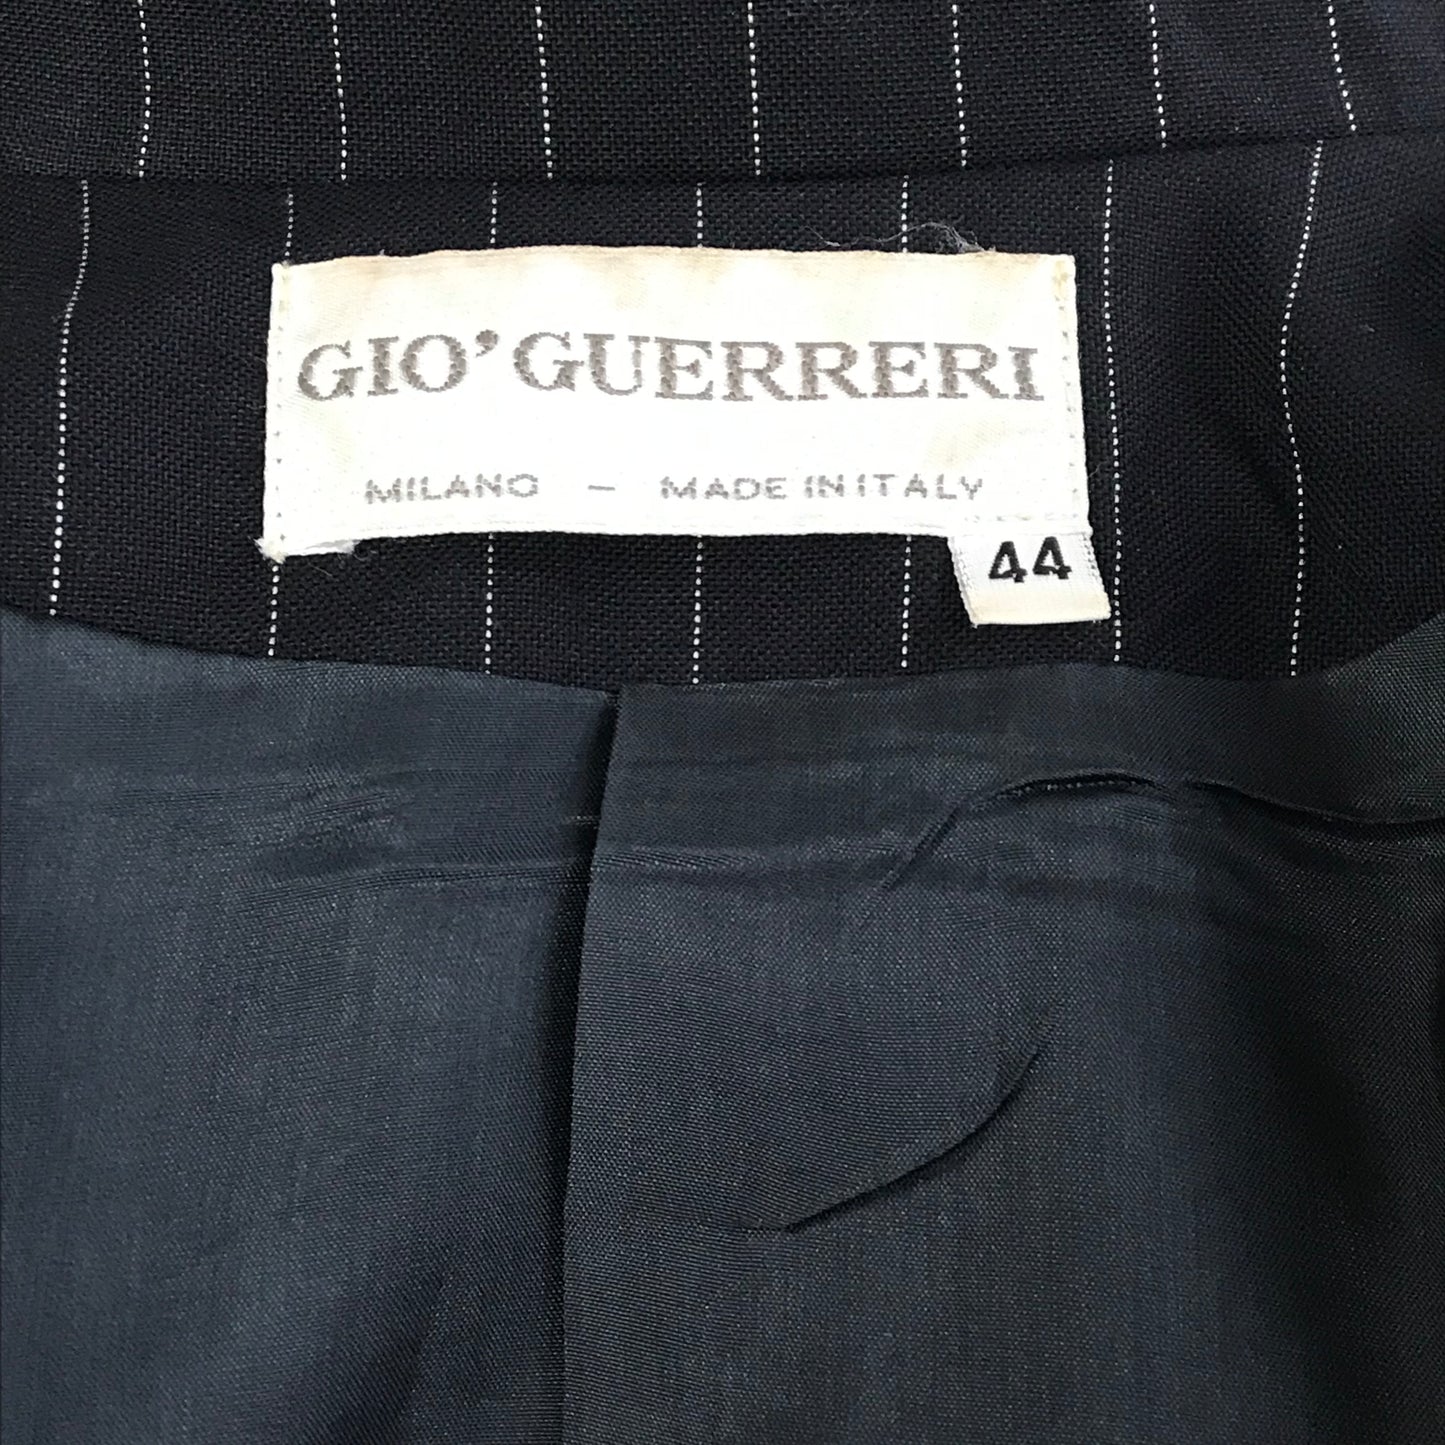 GIO' GUERRERI
MILANO – MADE IN ITALY
44